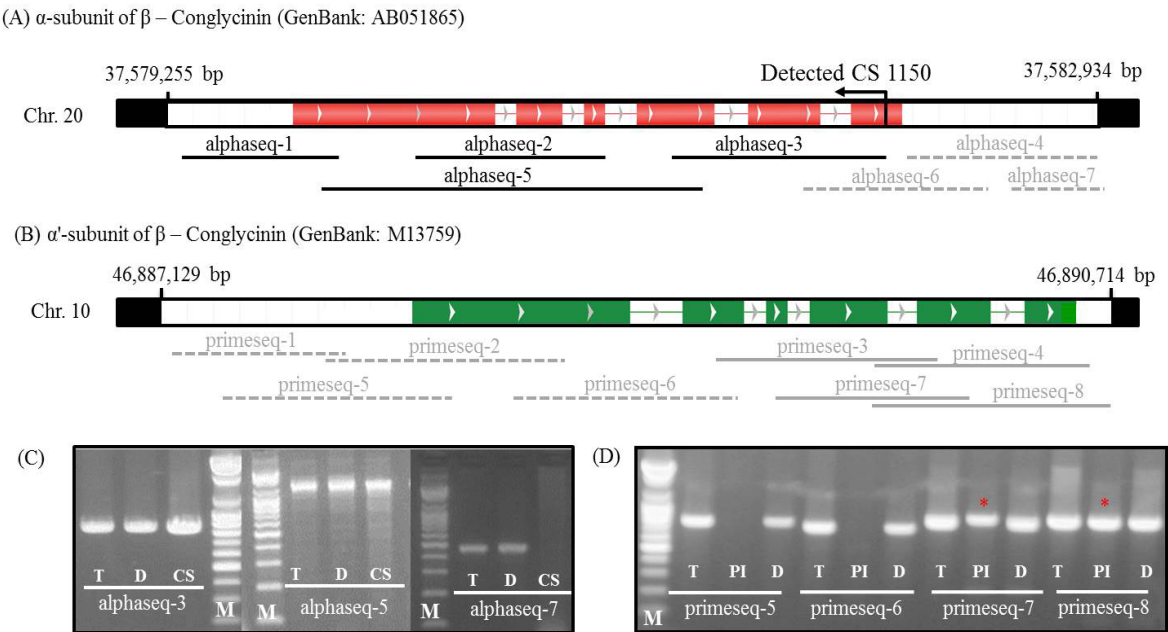 (A) α-subunit of β – Conglycinin (GenBank: AB051865)
37,579,255 bp
Detected CS 1150
37,582,934 bp
Chr. 20
alphaseq-1
alphaseq-2
alphaseq-3
alphaseq-4
alphaseq-5
alphaseq-6
alphaseq-7
(B) α'-subunit of β – Conglycinin (GenBank: M13759)
46,887,129 bp
46,890,714 bp
Chr. 10
primeseq-1
primeseq-2
primeseq-3
primeseq-4
primeseq-5
primeseq-6
primeseq-7
primeseq-8
(C)
T D CS
alphaseq-3
M
M
T D CS
alphaseq-5
M
T D CS
alphaseq-7
(D)
* *
M
T PI D
primeseq-5
T PI D
primeseq-6
T PI D
primeseq-7
T PI D
primeseq-8